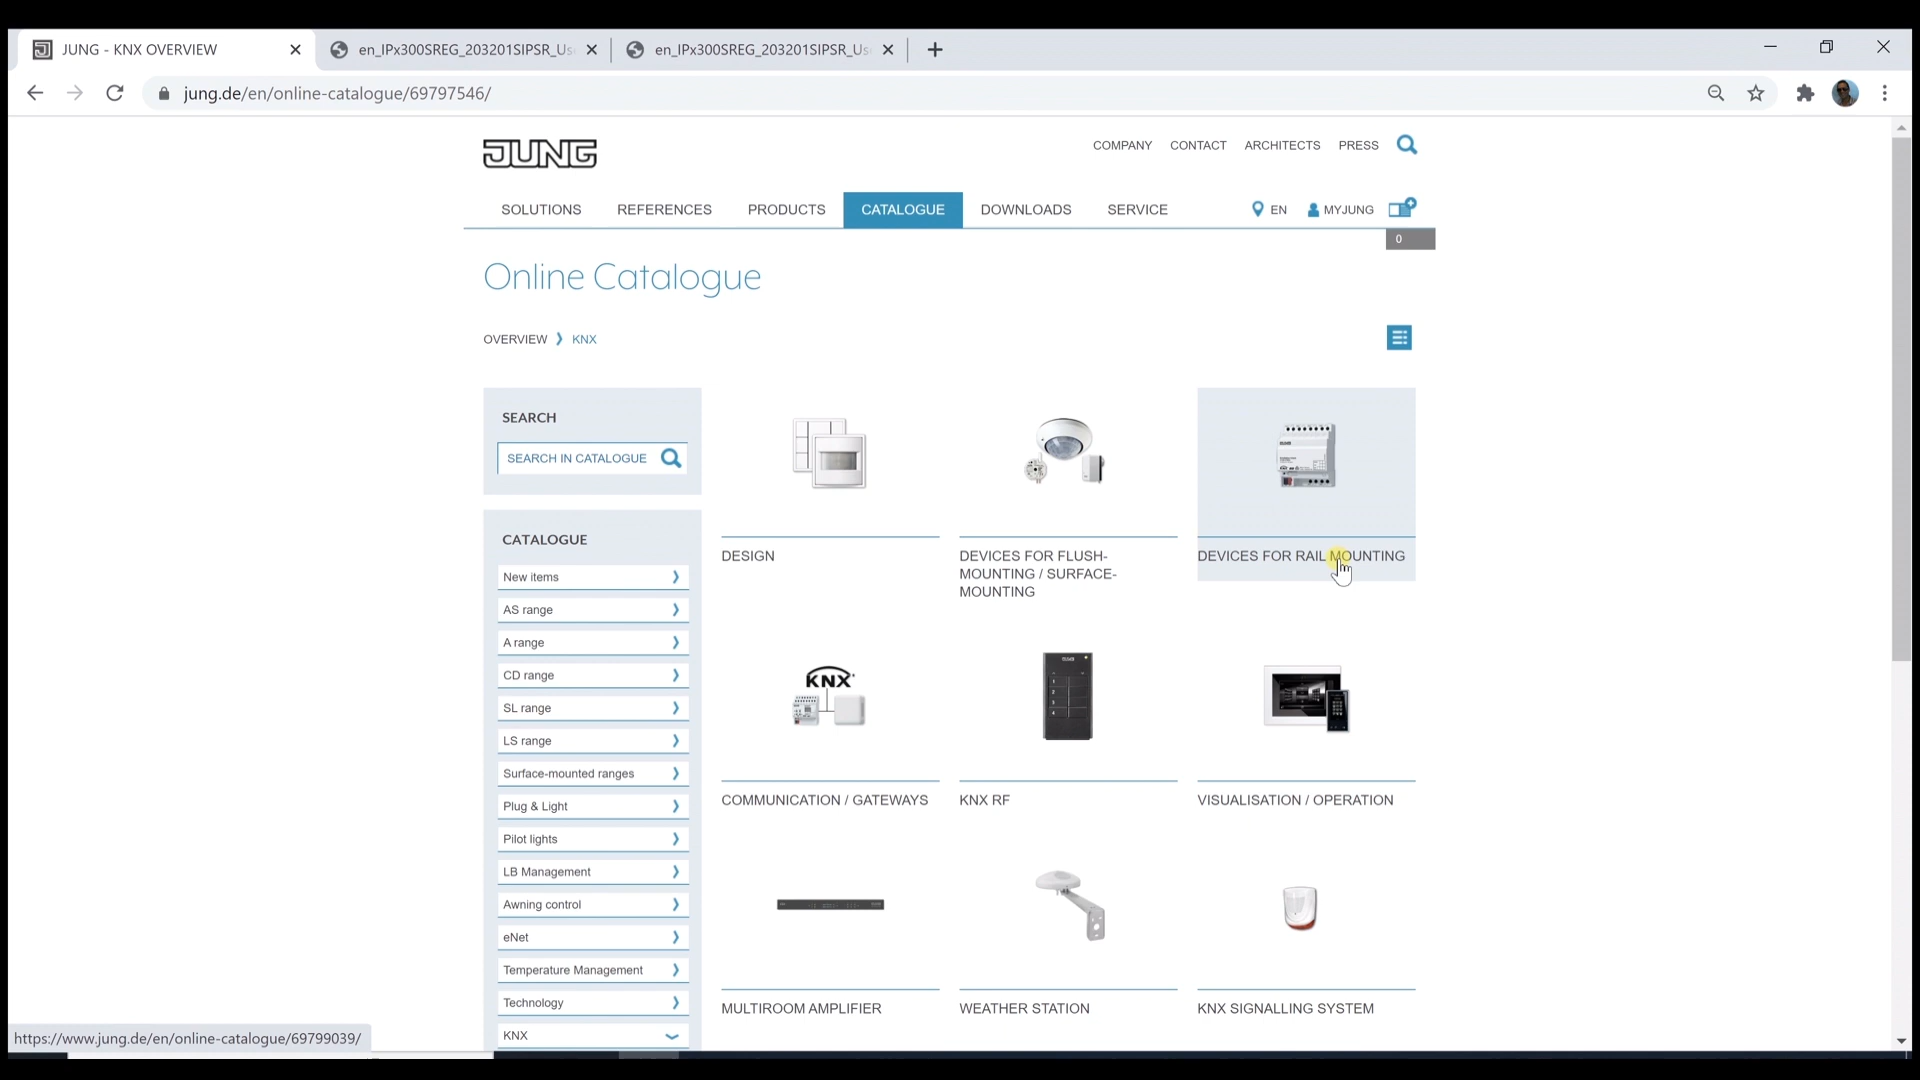 JUNG - KNX OVERVIEW
en_IPx300SREG_203201SIPSR_Us
en_IPx300SREG_203201SIPSR_Us
jung.de/en/online-catalogue/69797546/
JUNG
COMPANY CONTACT ARCHITECTS PRESS
SOLUTIONS REFERENCES PRODUCTS CATALOGUE DOWNLOADS SERVICE EN MYJUNG
0
Online Catalogue
OVERVIEW KNX
SEARCH
SEARCH IN CATALOGUE
CATALOGUE
New items
AS range
A range
CD range
SL range
LS range
Surface-mounted ranges
Plug & Light
Pilot lights
LB Management
Awning control
eNet
Temperature Management
Technology
KNX
DESIGN
DEVICES FOR FLUSH-
MOUNTING / SURFACE-
MOUNTING
DEVICES FOR RAIL MOUNTING
KNX
COMMUNICATION / GATEWAYS
KNX RF
VISUALISATION / OPERATION
MULTIROOM AMPLIFIER
WEATHER STATION
KNX SIGNALLING SYSTEM
https://www.jung.de/en/online-catalogue/69799039/